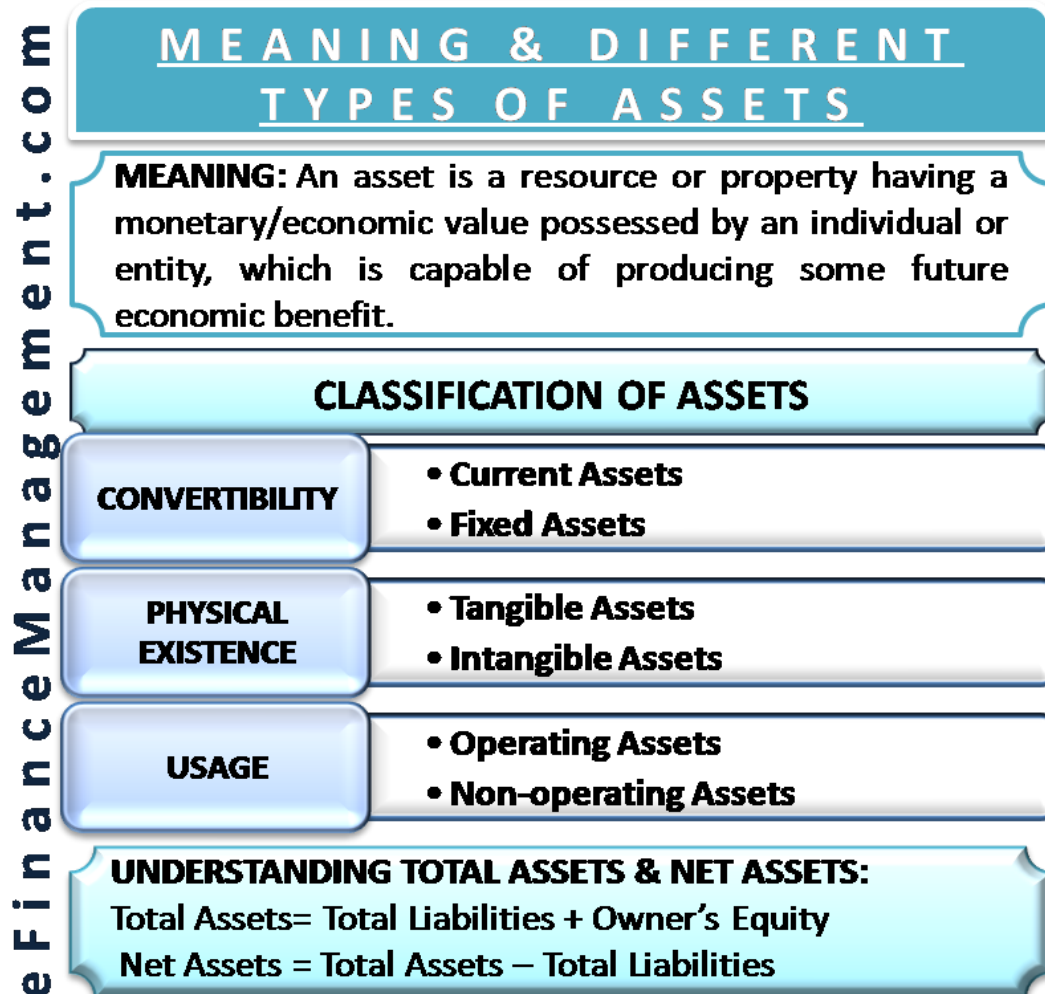 MEANING & DIFFERENT
TYPES OF ASSETS
MEANING: An asset is a resource or property having a
monetary/economic value possessed by an individual or
entity, which is capable of producing some future
economic benefit.
CLASSIFICATION OF ASSETS
CONVERTIBILITY
• Current Assets
• Fixed Assets
PHYSICAL
EXISTENCE
• Tangible Assets
• Intangible Assets
USAGE
• Operating Assets
• Non-operating Assets
UNDERSTANDING TOTAL ASSETS & NET ASSETS:
Total Assets= Total Liabilities + Owner’s Equity
Net Assets = Total Assets – Total Liabilities
eFinanceManagement.com